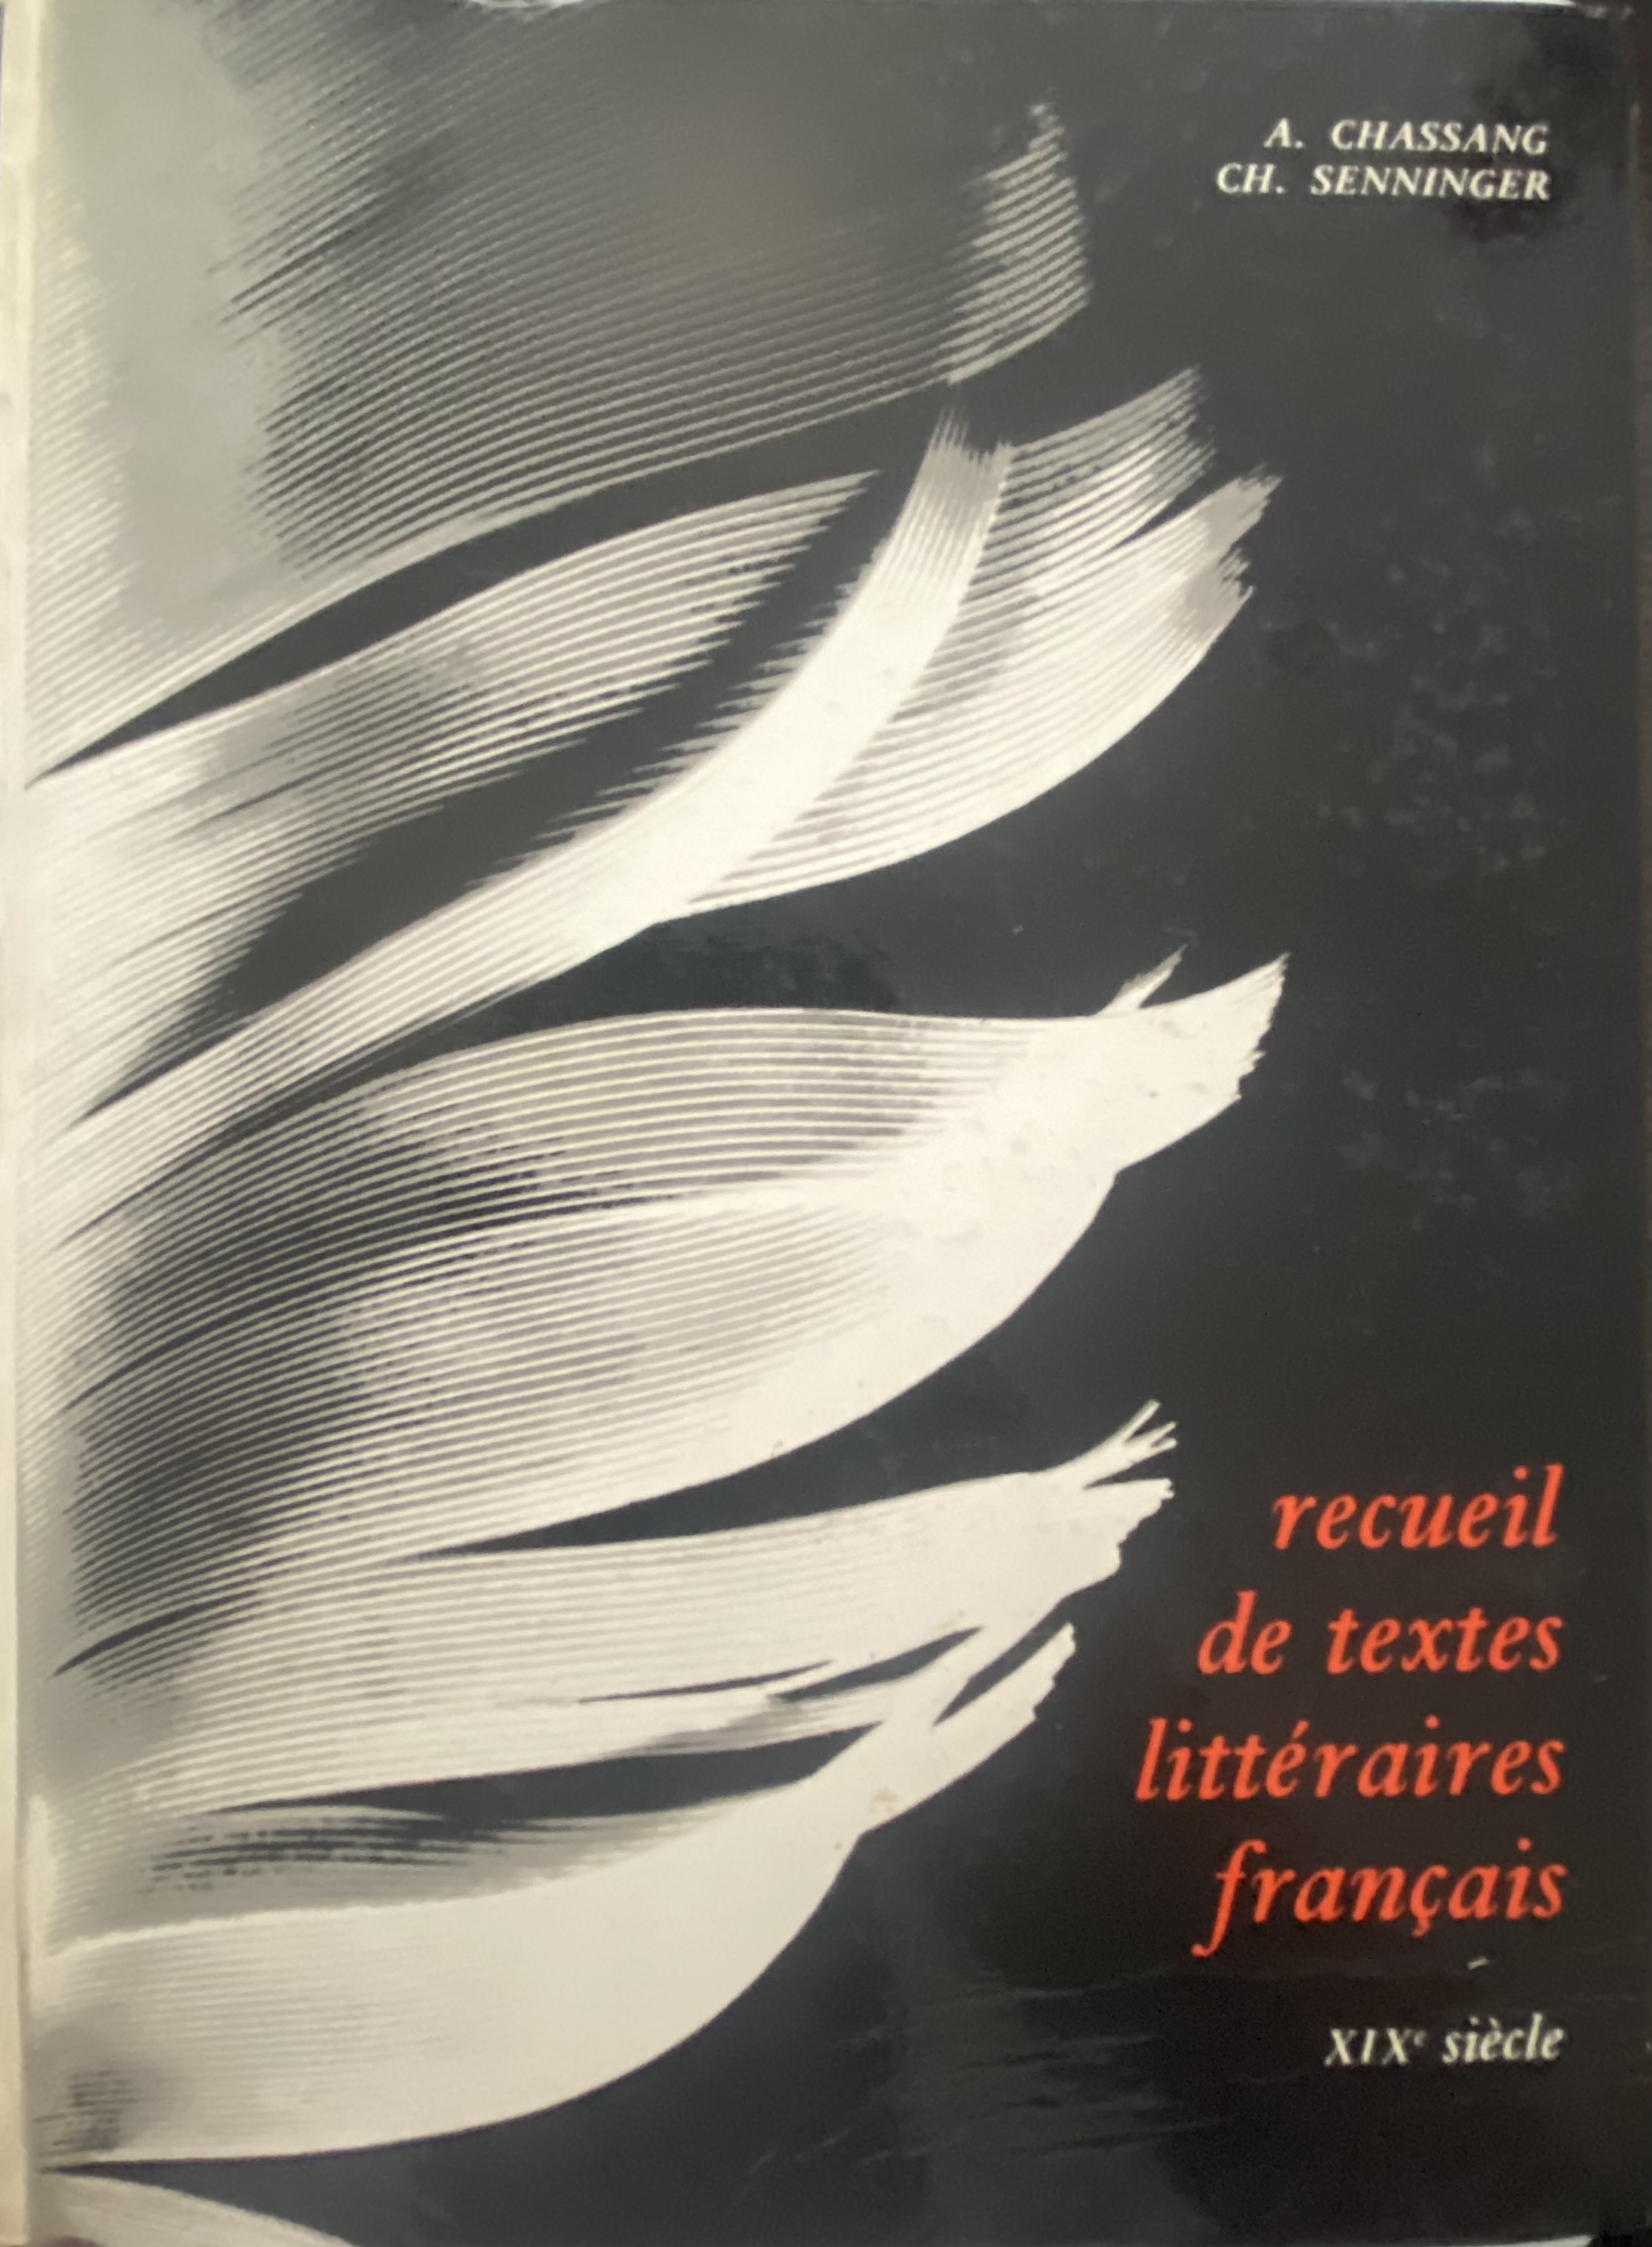 A. CHASSANG
CH. SENNINGER
recueil
de textes
littéraires
français
XIXe siècle